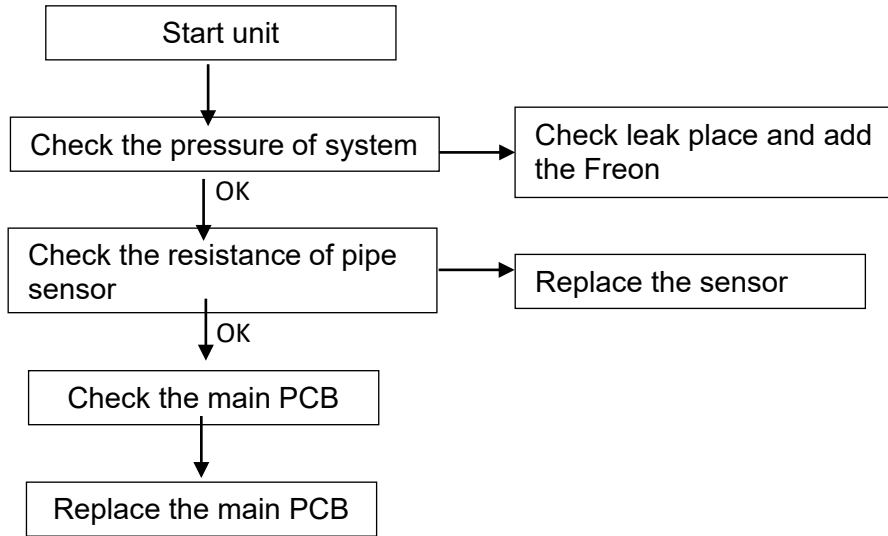 Start unit
Check the pressure of system
Check leak place and add
the Freon
OK
Check the resistance of pipe
sensor
Replace the sensor
OK
Check the main PCB
Replace the main PCB